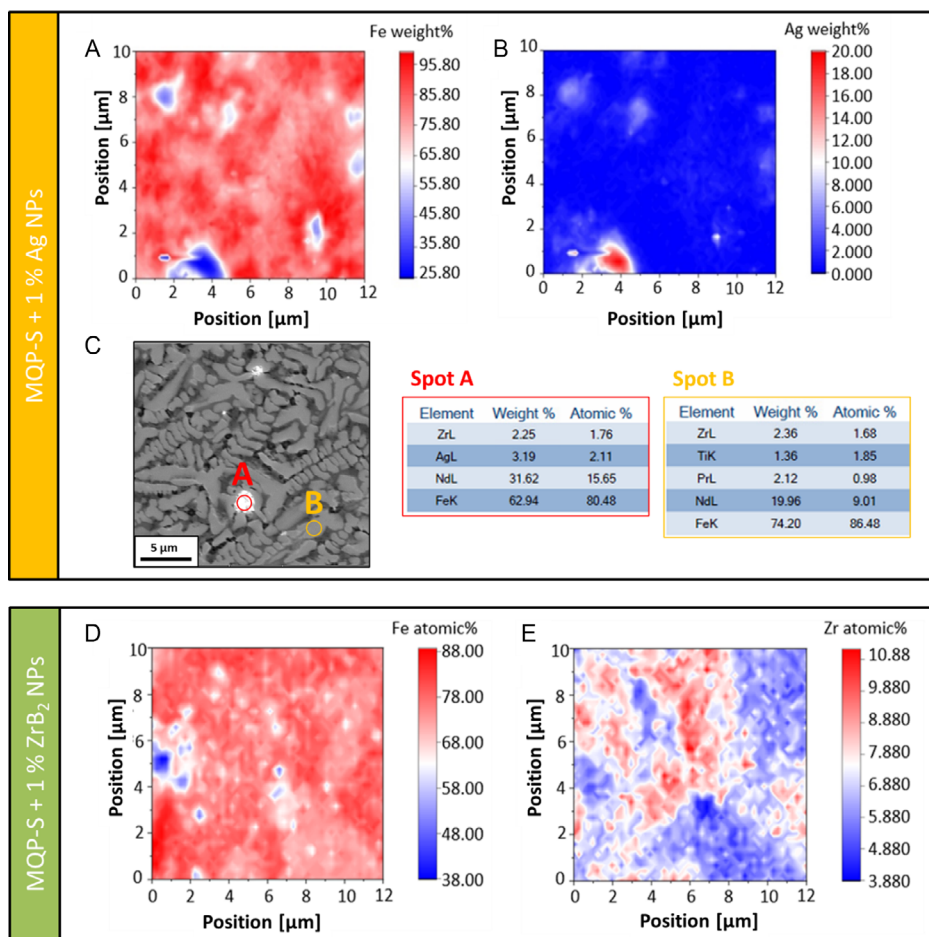 MQP-S + 1 % Ag NPs
A
Fe weight%
10
8
6
4
2
0
0 2 4 6 8 10 12
Position [µm]
Position [µm]
95.80
85.80
75.80
65.80
55.80
45.80
35.80
25.80
B
Ag weight%
10
8
6
4
2
0
0 2 4 6 8 10 12
Position [µm]
Position [µm]
20.00
18.00
16.00
14.00
12.00
10.00
8.000
6.000
4.000
2.000
0.000
C
A
B
5 µm
Spot A
Element Weight % Atomic %
ZrL 2.25 1.76
AgL 3.19 2.11
NdL 31.62 15.65
FeK 62.94 80.48
Spot B
Element Weight % Atomic %
ZrL 2.36 1.68
TiK 1.36 1.85
PrL 2.12 0.98
NdL 19.96 9.01
FeK 74.20 86.48
MQP-S + 1 % ZrB₂ NPs
D
Fe atomic%
10
8
6
4
2
0
0 2 4 6 8 10 12
Position [µm]
Position [µm]
88.00
78.00
68.00
58.00
48.00
38.00
E
Zr atomic%
10
8
6
4
2
0
0 2 4 6 8 10 12
Position [µm]
Position [µm]
10.88
9.880
8.880
7.880
6.880
5.880
4.880
3.880